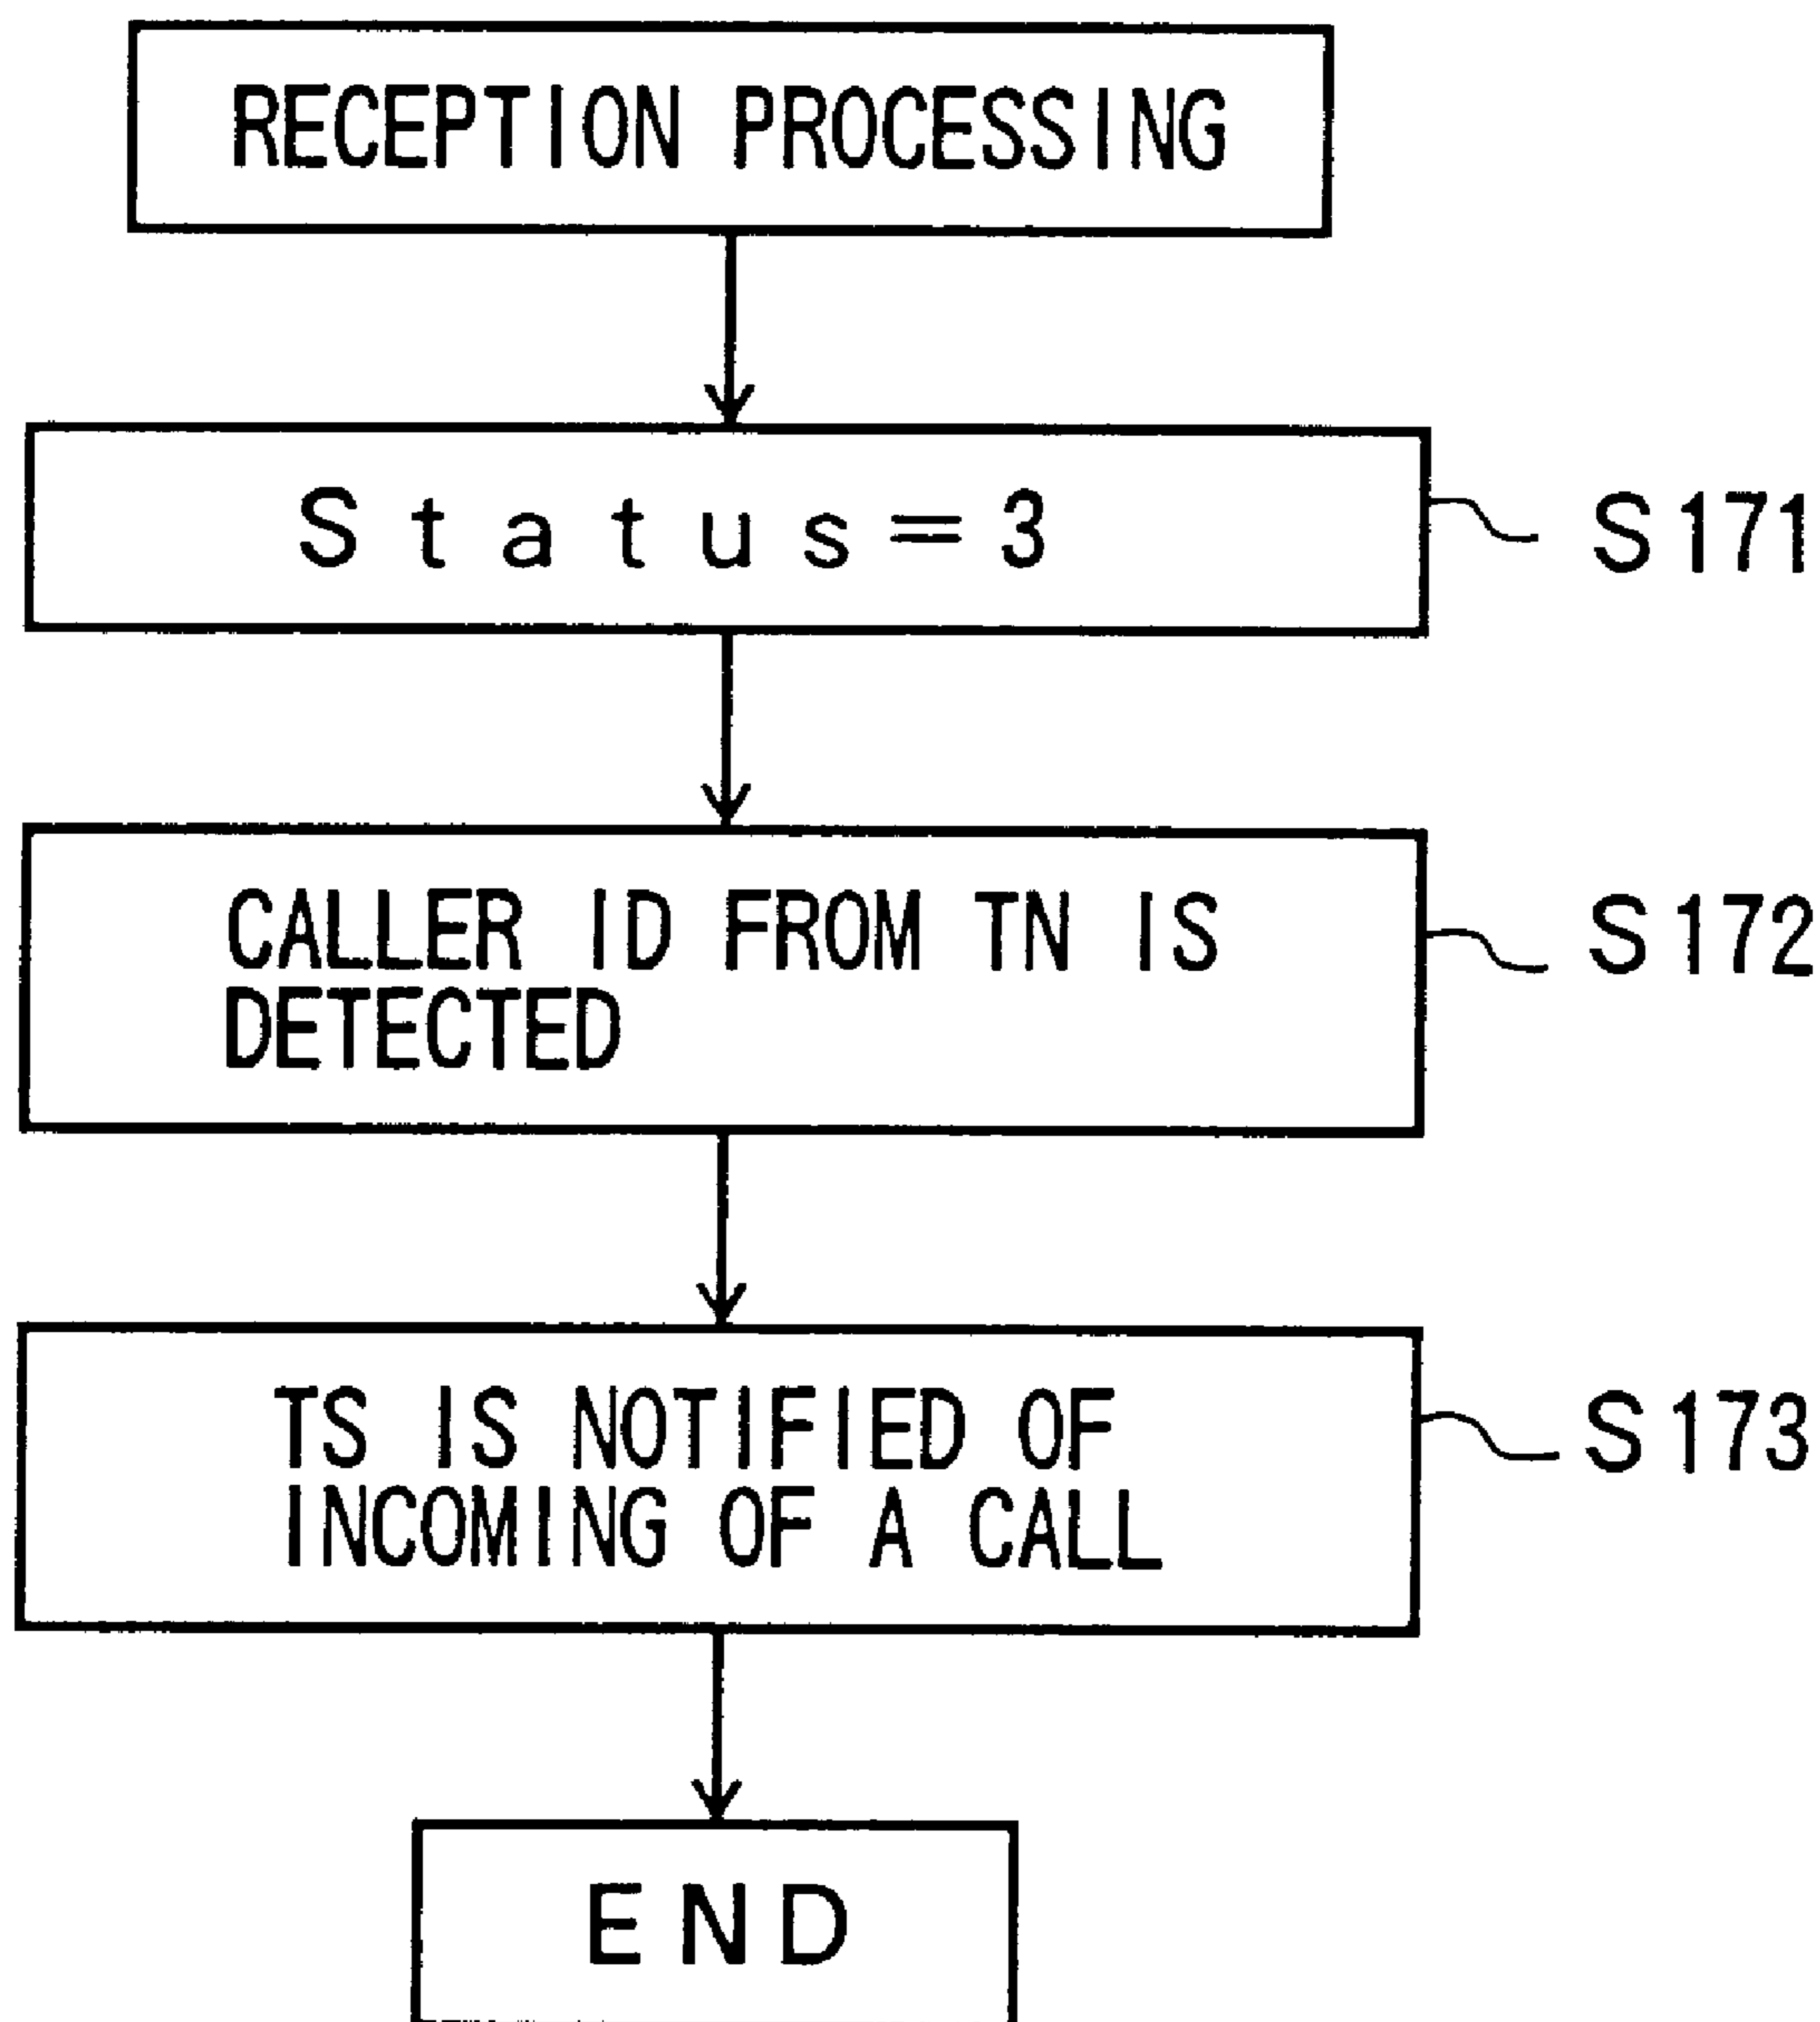 RECEPTION PROCESSING
Status=3
S171
CALLER ID FROM TN IS
DETECTED
S172
TS IS NOTIFIED OF
INCOMING OF A CALL
S173
END